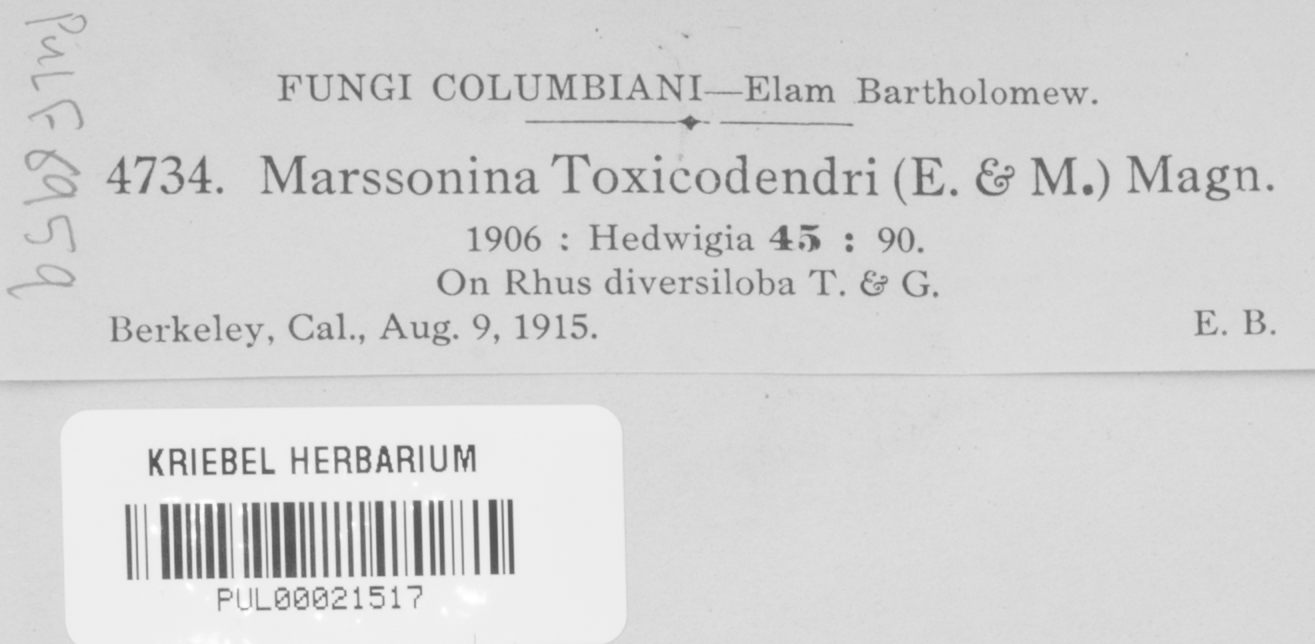 PUL F6959
FUNGI COLUMBIANI—Elam Bartholomew.
4734. Marssonina Toxicodendri (E. & M.) Magn.
1906 : Hedwigia 45 : 90.
On Rhus diversiloba T. & G.
Berkeley, Cal., Aug. 9, 1915. E. B.
KRIEBEL HERBARIUM
PUL00021517